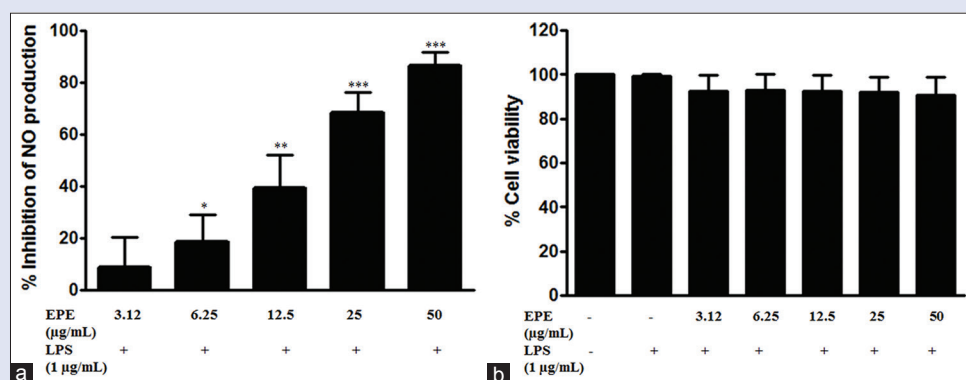 100
80
60
40
20
0
% Inhibition of NO production
*
**
***
***
EPE 3.12 6.25 12.5 25 50
(µg/mL)
LPS + + + + +
(1 µg/mL)
a
120
100
80
60
40
20
0
% Cell viability
EPE - - 3.12 6.25 12.5 25 50
(µg/mL)
LPS - + + + + + +
(1 µg/mL)
b